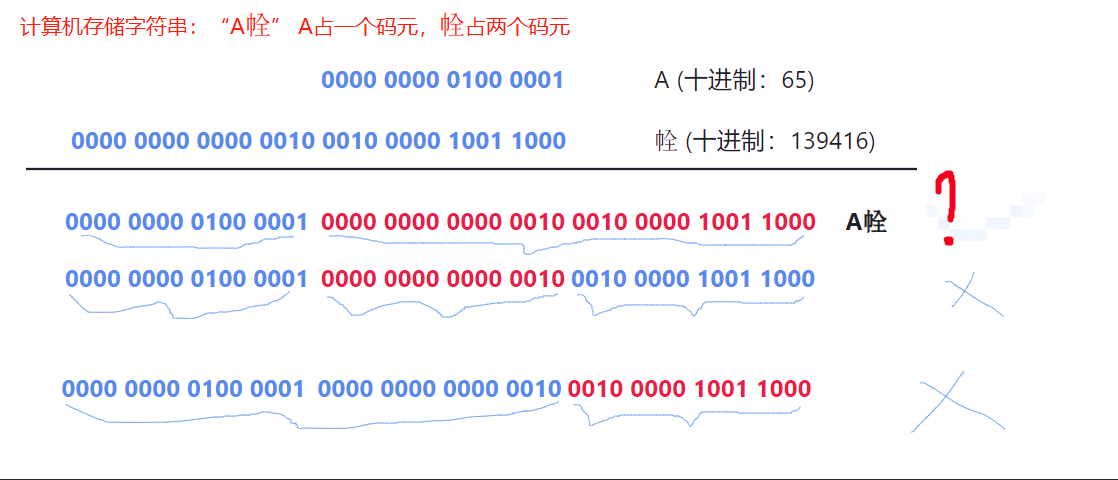 计算机存储字符串：“A𢂘” A占一个码元，𢂘占两个码元
0000 0000 0100 0001 A (十进制：65)
0000 0000 0000 0010 0010 0000 1001 1000 𢂘 (十进制：139416)
0000 0000 0100 0001 0000 0000 0000 0010 0010 0000 1001 1000 A𢂘 ?
0000 0000 0100 0001 0000 0000 0000 0010 0010 0000 1001 1000
0000 0000 0100 0001 0000 0000 0000 0010 0010 0000 1001 1000